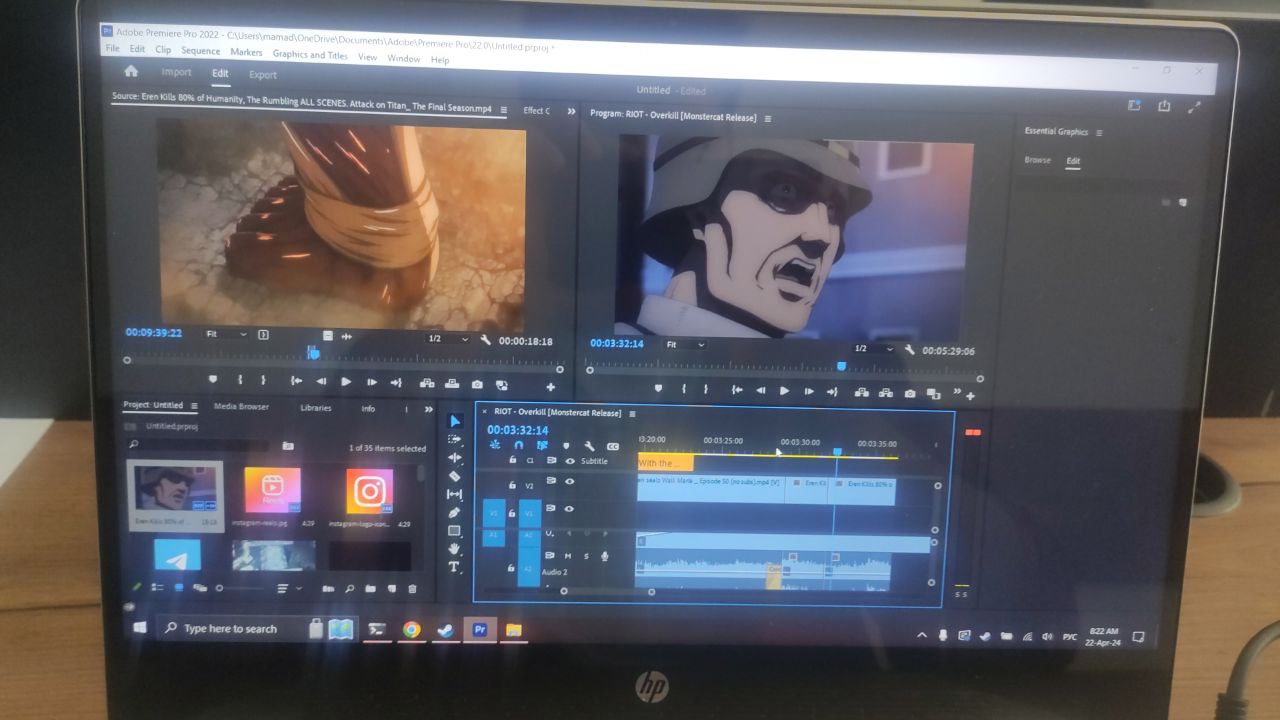 Adobe Premiere Pro 2022 - C:\Users\mamad\OneDrive\Documents\Adobe\Premiere Pro\22.0\Untitled.prproj *
File Edit Clip Sequence Markers Graphics and Titles View Window Help
Import Edit Export
Untitled - Edited
Source: Eren Kills 80% of Humanity, The Rumbling ALL SCENES. Attack on Titan_ The Final Season.mp4
Effect C
Program: RIOT - Overkill [Monstercat Release]
Essential Graphics
Browse Edit
00:09:39:22 Fit 1/2 00:00:18:18
00:03:32:14 Fit 1/2 00:05:29:06
Project: Untitled Media Browser Libraries Info
Untitled.prproj
1 of 35 items selected
Eren Kills 80% of ... 18:18
Reels
instagram-reels.jpg 4;29
instagram-logo-icon... 4;29
RIOT - Overkill [Monstercat Release]
00:03:32:14
03:20:00 00:03:25:00 00:03:30:00 00:03:35:00
C1 Subtitle
With the ...
V2
Wall Maria _ Episode 50 (no subs).mp4 [V]
Eren Kil
Eren Kills 80% o
V1 V1
A1 A2
A2 M S
Audio 2
S S
Type here to search
Pr
РУС
8:22 AM
22-Apr-24
hp